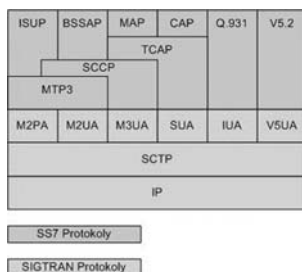 ISUP BSSAP MAP CAP Q.931 V5.2
TCAP
SCCP
MTP3
M2PA M2UA M3UA SUA IUA V5UA
SCTP
IP
SS7 Protokoly
SIGTRAN Protokoly